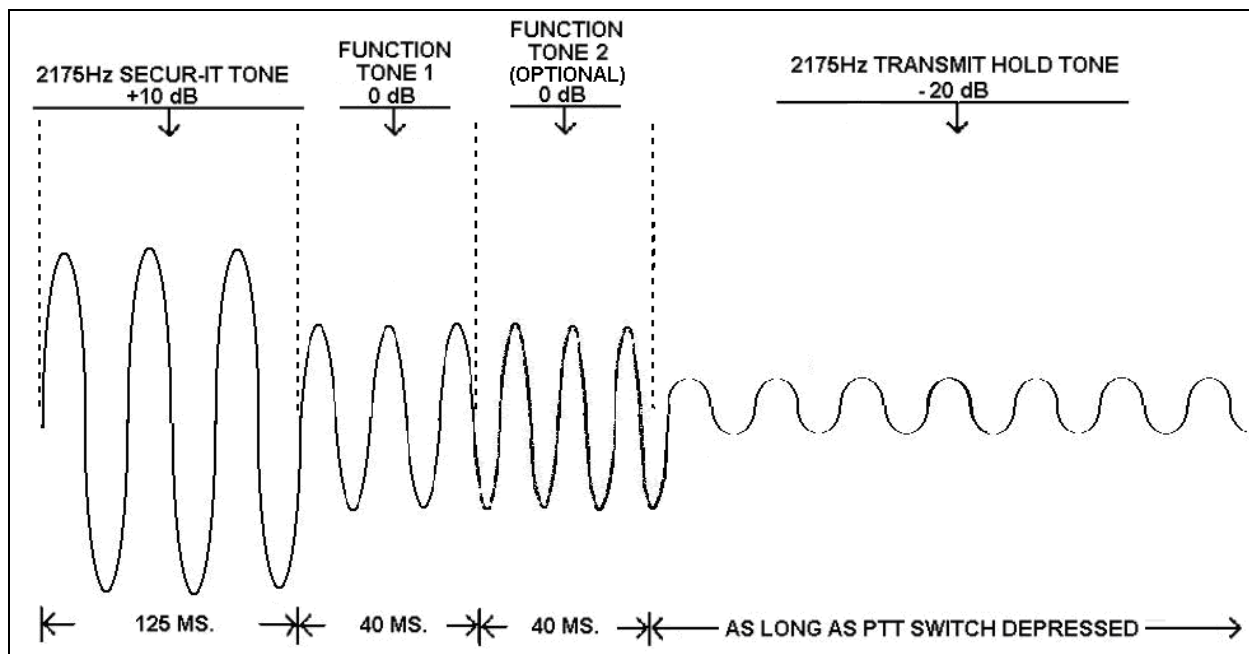 2175Hz SECUR-IT TONE
+10 dB
FUNCTION
TONE 1
0 dB
FUNCTION
TONE 2
(OPTIONAL)
0 dB
2175Hz TRANSMIT HOLD TONE
-20 dB
125 MS.
40 MS.
40 MS.
AS LONG AS PTT SWITCH DEPRESSED